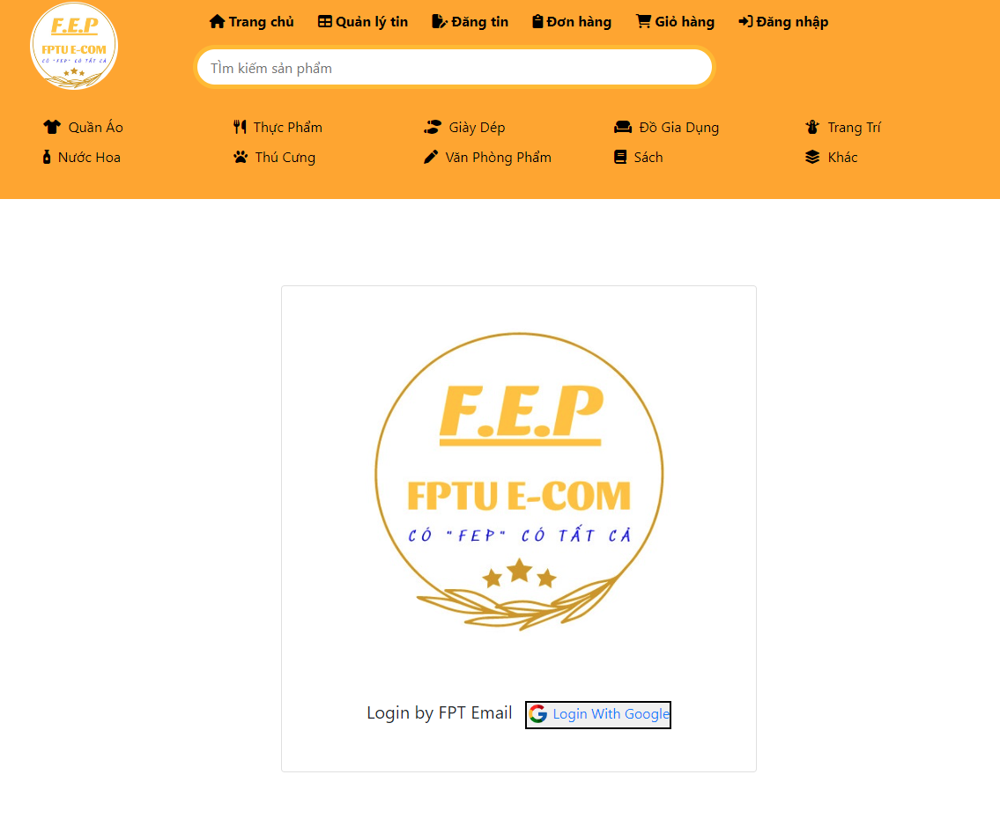 F.E.P
FPTU E-COM
CÓ "FEP" CÓ TẤT CẢ
Trang chủ Quản lý tin Đăng tin Đơn hàng Giỏ hàng Đăng nhập
TÌm kiếm sản phẩm
Quần Áo Thực Phẩm Giày Dép Đồ Gia Dụng Trang Trí
Nước Hoa Thú Cưng Văn Phòng Phẩm Sách Khác
F.E.P
FPTU E-COM
CÓ "FEP" CÓ TẤT CẢ
Login by FPT Email Login With Google